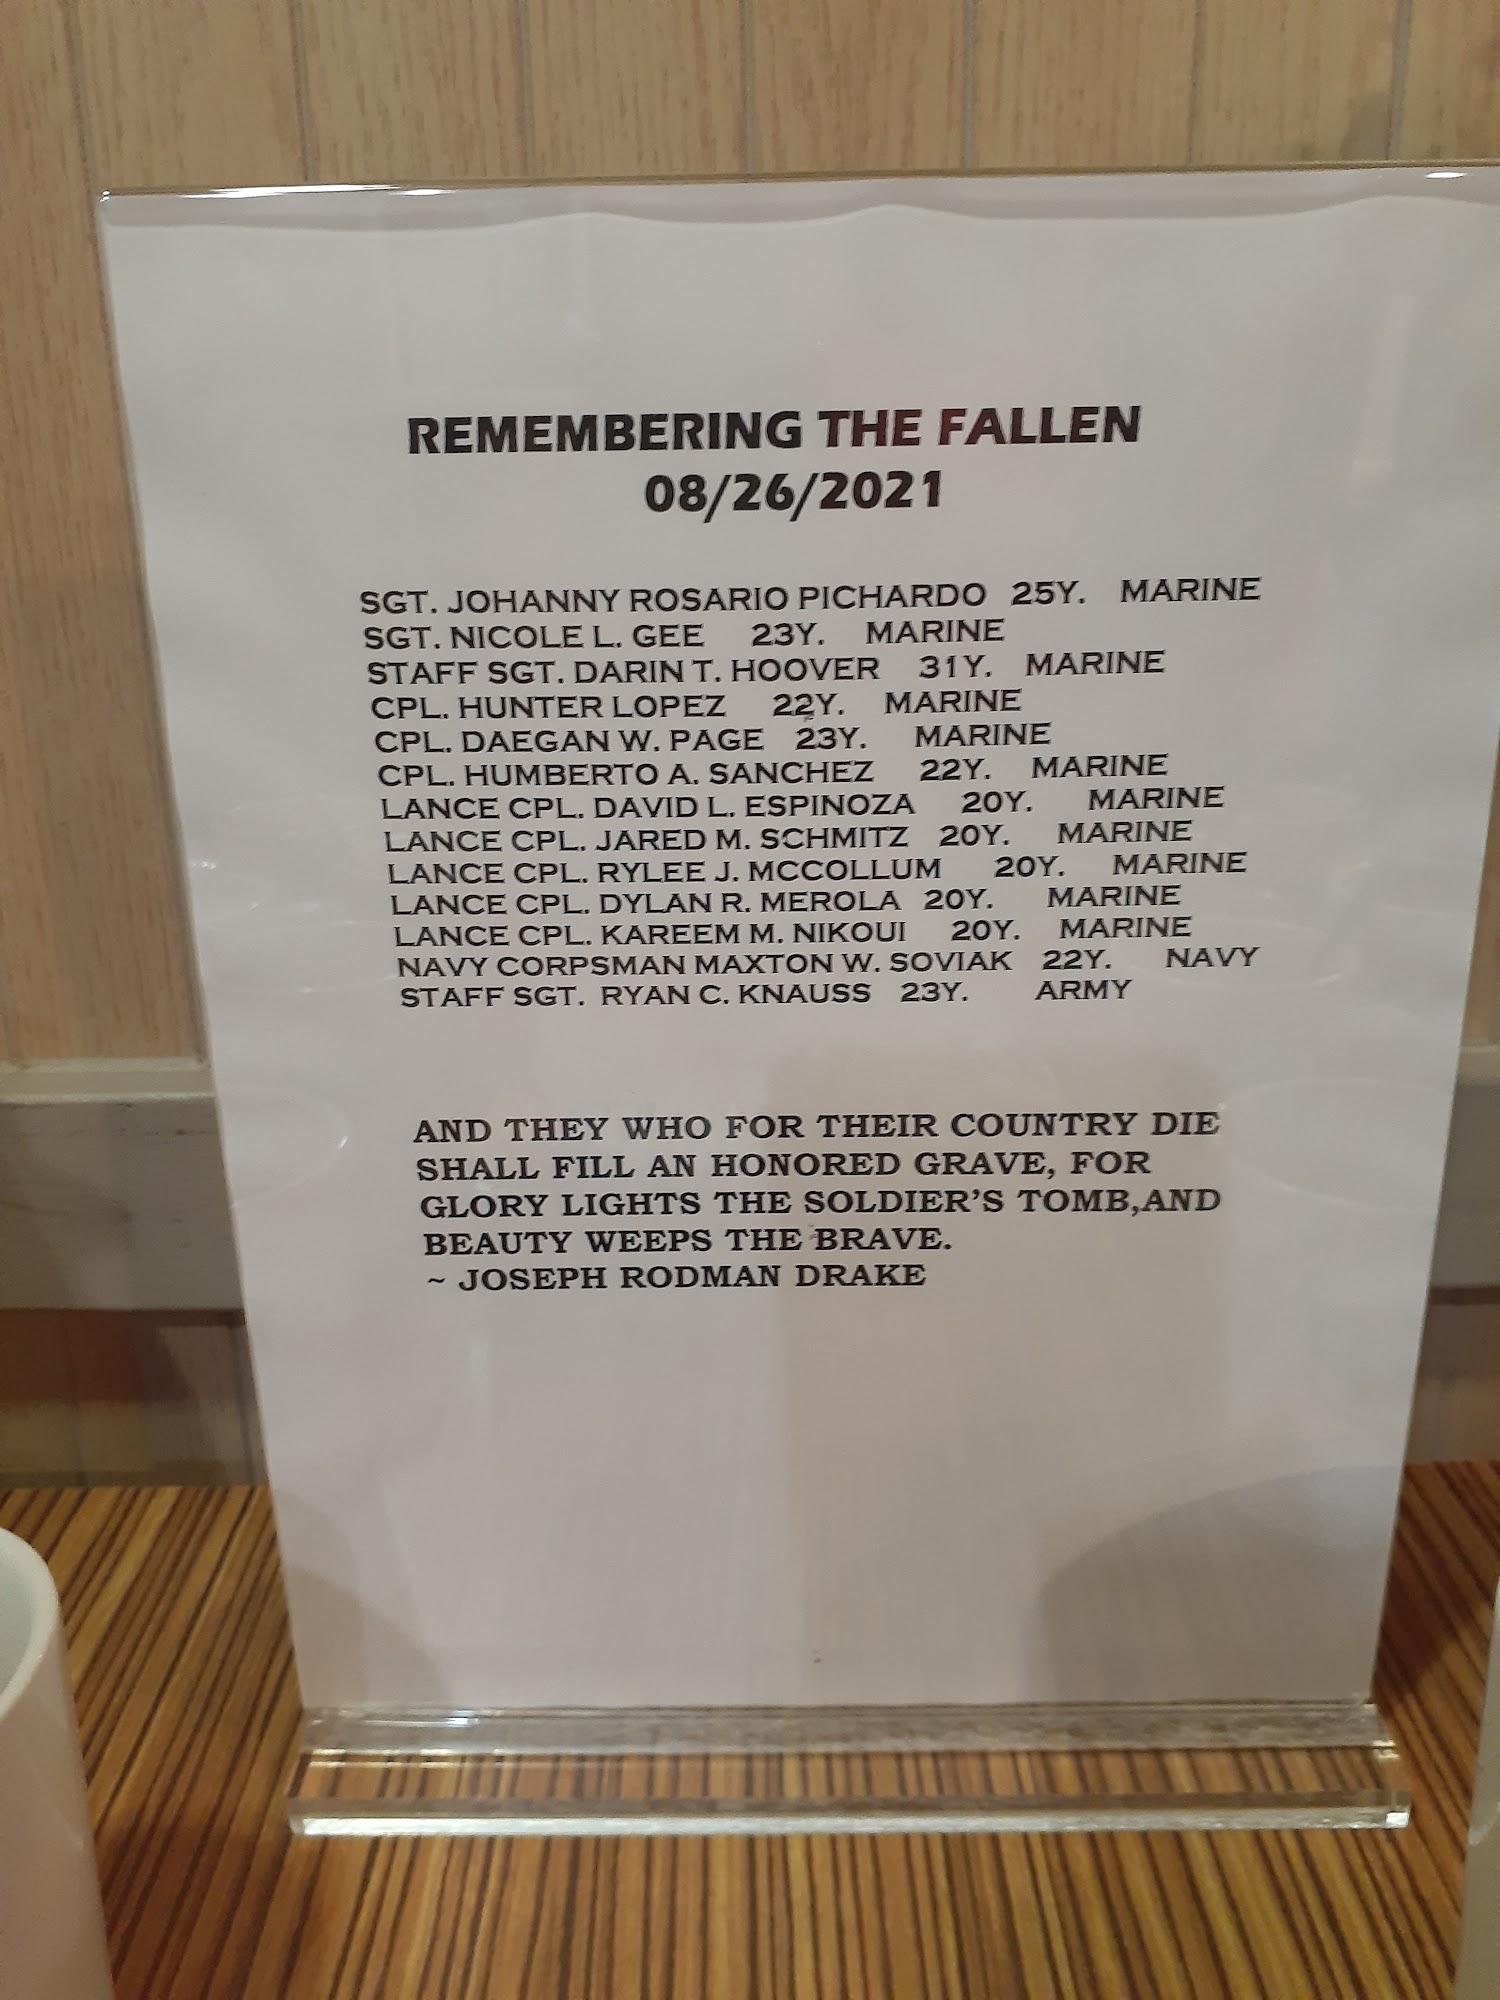 REMEMBERING THE FALLEN
08/26/2021
SGT. JOHANNY ROSARIO PICHARDO 25Y. MARINE
SGT. NICOLE L. GEE 23Y. MARINE
STAFF SGT. DARIN T. HOOVER 31Y. MARINE
CPL. HUNTER LOPEZ 22Y. MARINE
CPL. DAEGAN W. PAGE 23Y. MARINE
CPL. HUMBERTO A. SANCHEZ 22Y. MARINE
LANCE CPL. DAVID L. ESPINOZA 20Y. MARINE
LANCE CPL. JARED M. SCHMITZ 20Y. MARINE
LANCE CPL. RYLEE J. MCCOLLUM 20Y. MARINE
LANCE CPL. DYLAN R. MEROLA 20Y. MARINE
LANCE CPL. KAREEM M. NIKOUI 20Y. MARINE
NAVY CORPSMAN MAXTON W. SOVIAK 22Y. NAVY
STAFF SGT. RYAN C. KNAUSS 23Y. ARMY
AND THEY WHO FOR THEIR COUNTRY DIE
SHALL FILL AN HONORED GRAVE, FOR
GLORY LIGHTS THE SOLDIER'S TOMB,AND
BEAUTY WEEPS THE BRAVE.
~ JOSEPH RODMAN DRAKE